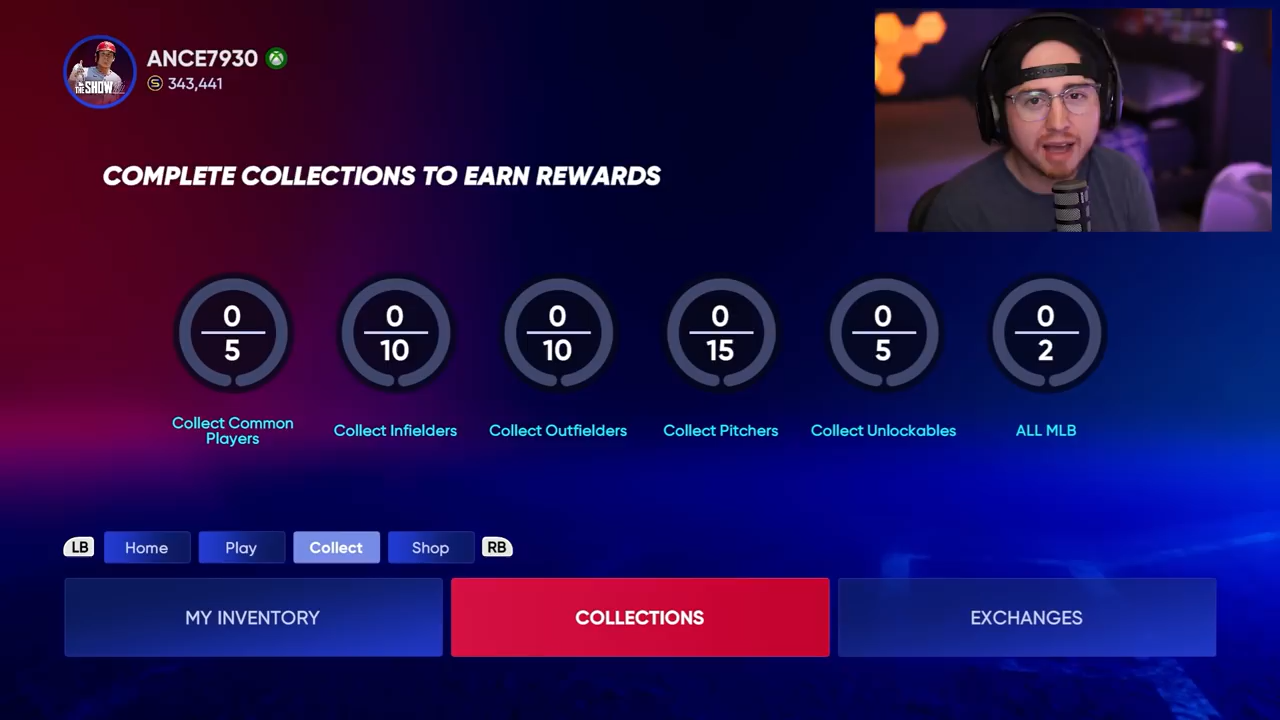 ANCE7930
343,441
THE SHOW
COMPLETE COLLECTIONS TO EARN REWARDS
0
5
Collect Common
Players
0
10
Collect Infielders
0
10
Collect Outfielders
0
15
Collect Pitchers
0
5
Collect Unlockables
0
2
ALL MLB
LB
Home
Play
Collect
Shop
RB
MY INVENTORY
COLLECTIONS
EXCHANGES